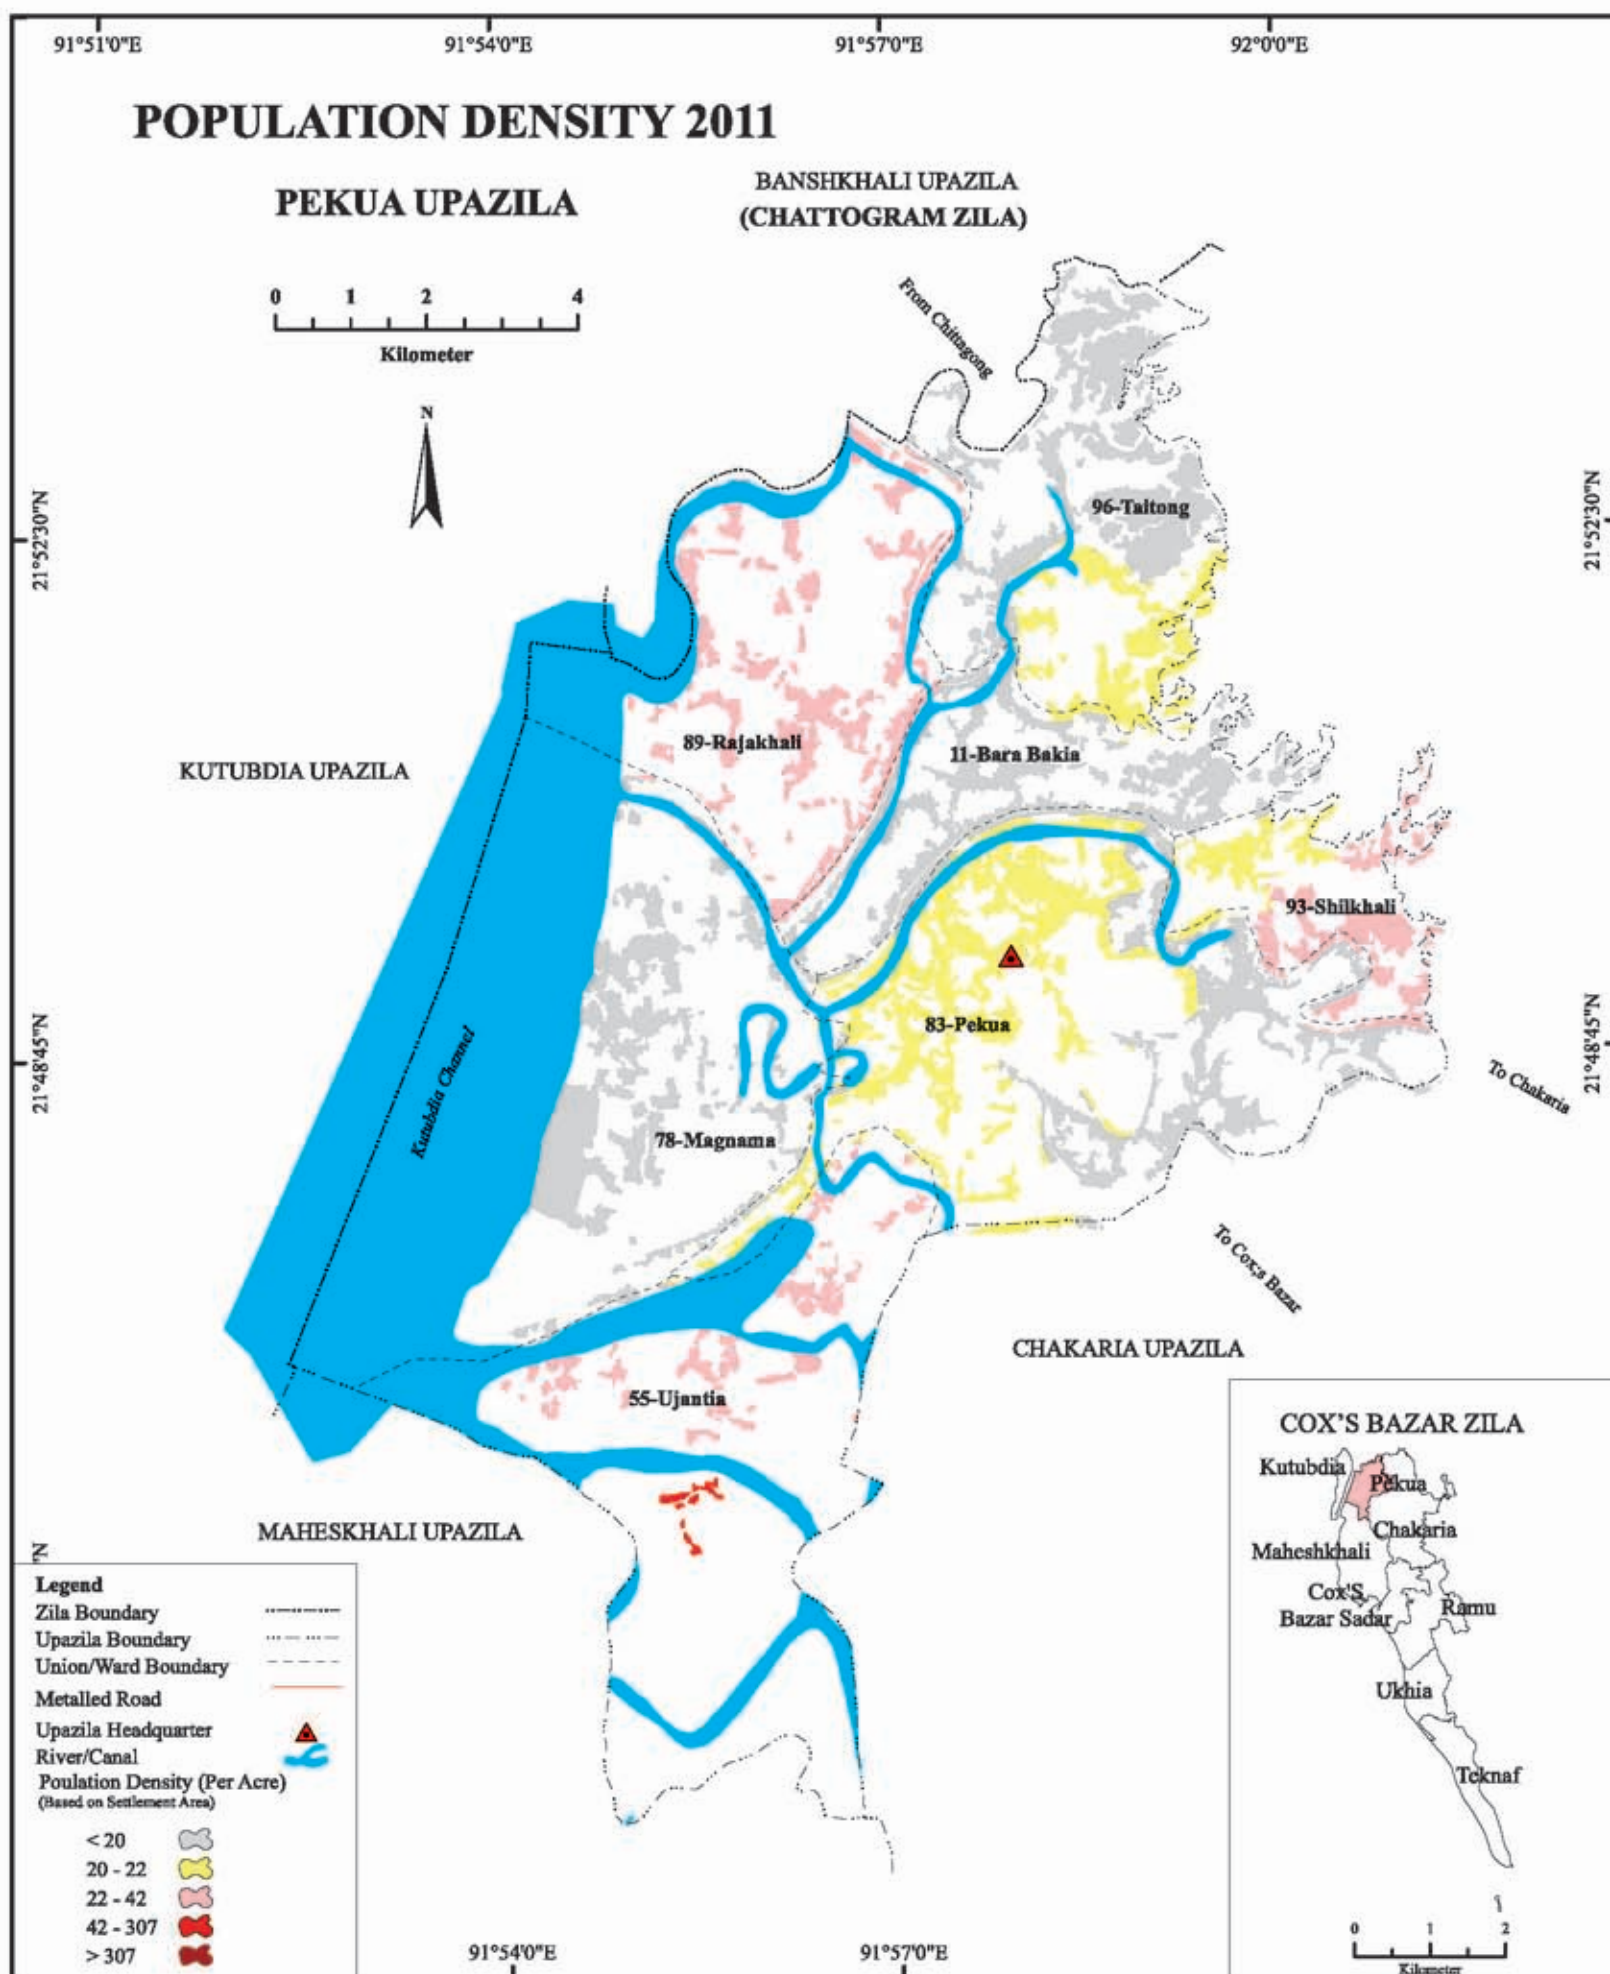 91°51'0"E
91°54'0"E
91°57'0"E
92°0'0"E
POPULATION DENSITY 2011
PEKUA UPAZILA
BANSHKHALI UPAZILA
(CHATTOGRAM ZILA)
0 1 2 4
Kilometer
From Chittagong
N
21°52'30"N
21°52'30"N
96-Taitong
89-Rajakhali
11-Bara Bakia
KUTUBDIA UPAZILA
93-Shilkhali
83-Pekua
21°48'45"N
21°48'45"N
Kutubdia Channel
To Chakaria
78-Magnama
To Cox;s Bazar
CHAKARIA UPAZILA
55-Ujantia
MAHESKHALI UPAZILA
"N
Legend
Zila Boundary
Upazila Boundary
Union/Ward Boundary
Metalled Road
Upazila Headquarter
River/Canal
Poulation Density (Per Acre)
(Based on Settlement Area)
< 20
20 - 22
22 - 42
42 - 307
> 307
COX'S BAZAR ZILA
Kutubdia
Pekua
Chakaria
Maheshkhali
Cox'S
Bazar Sadar
Ramu
Ukhia
Teknaf
0 1 2
Kilometer
91°54'0"E
91°57'0"E